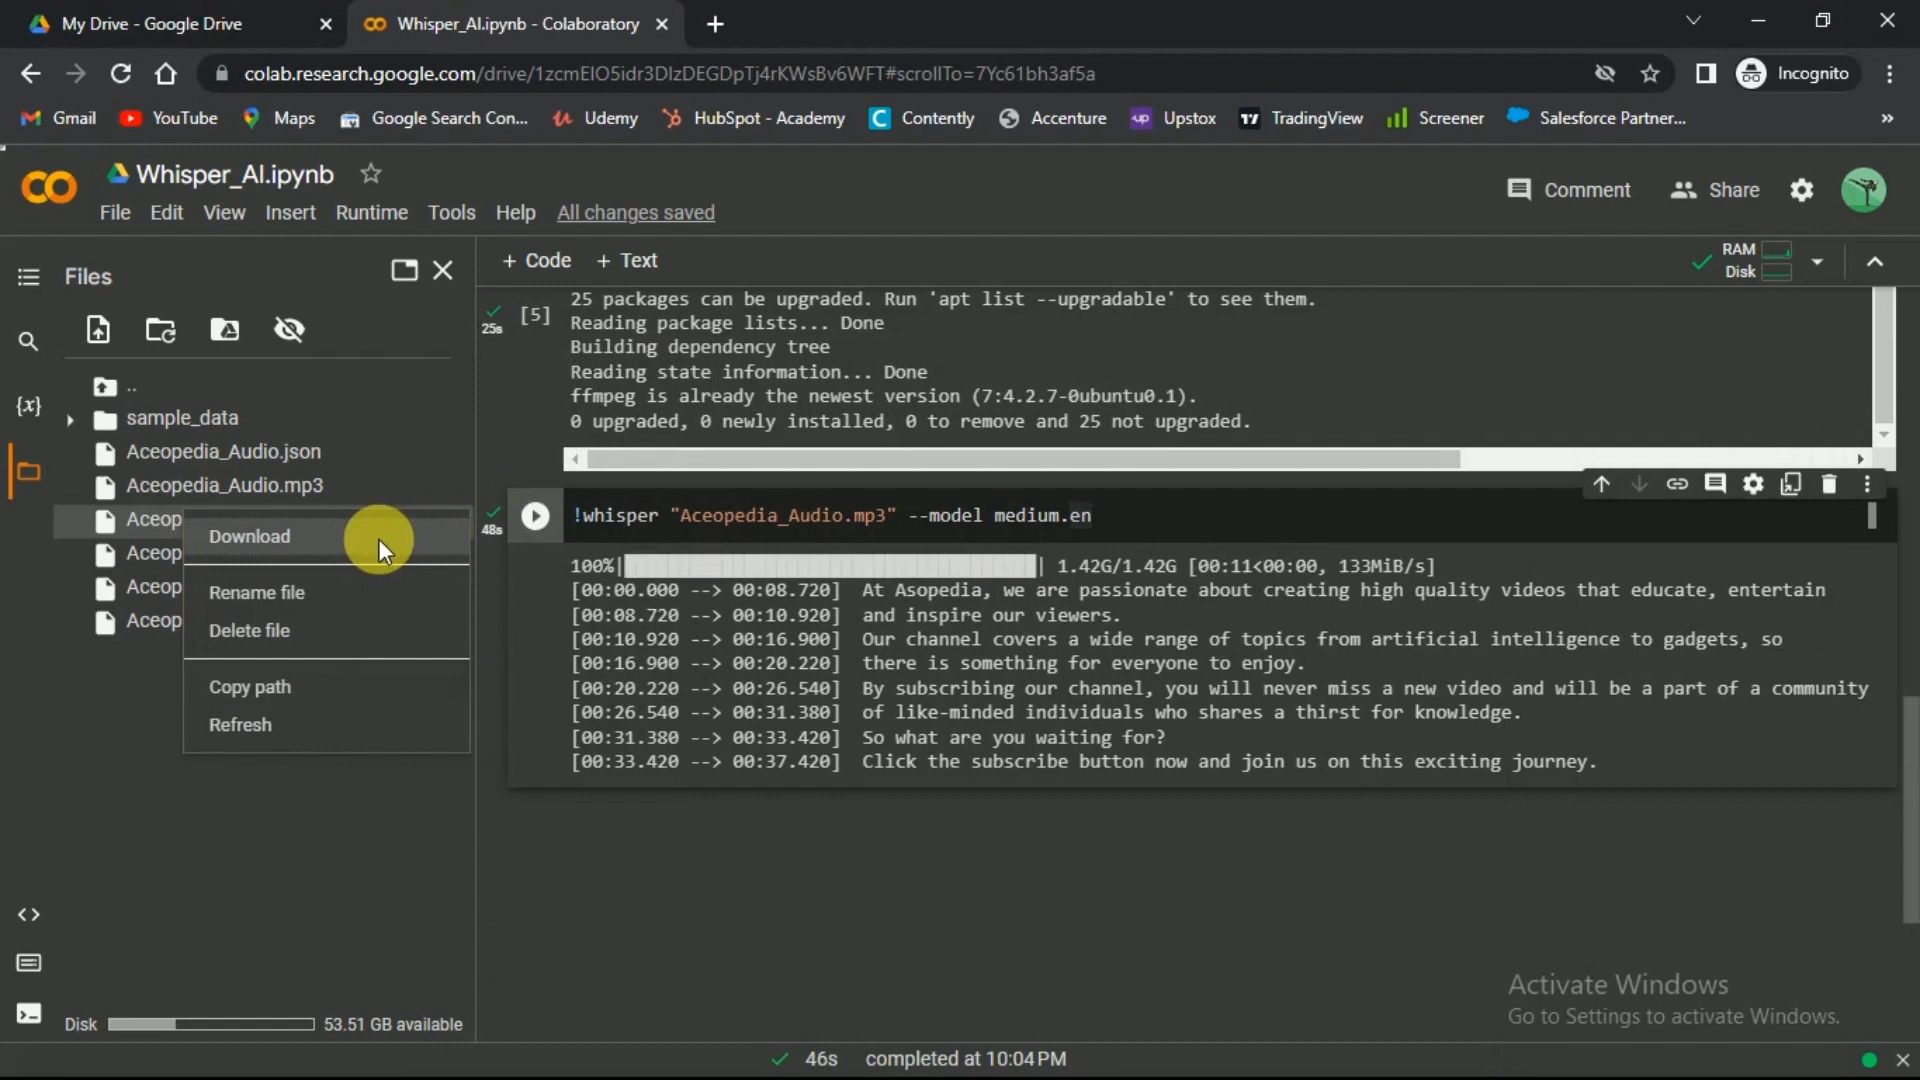 My Drive - Google Drive
Whisper_AI.ipynb - Colaboratory
colab.research.google.com/drive/1zcmEIO5idr3DIzDEGDpTj4rKWsBv6WFT#scrollTo=7Yc61bh3af5a
Incognito
Gmail YouTube Maps Google Search Con... Udemy HubSpot - Academy Contently Accenture Upstox TradingView Screener Salesforce Partner... »
Whisper_AI.ipynb
Comment Share
File Edit View Insert Runtime Tools Help All changes saved
Files
+ Code + Text
RAM
Disk
..
sample_data
Aceopedia_Audio.json
Aceopedia_Audio.mp3
Aceop
Aceop
Aceop
Aceop
Download
Rename file
Delete file
Copy path
Refresh
Disk 53.51 GB available
25s
[5]
25 packages can be upgraded. Run 'apt list --upgradable' to see them.
Reading package lists... Done
Building dependency tree
Reading state information... Done
ffmpeg is already the newest version (7:4.2.7-0ubuntu0.1).
0 upgraded, 0 newly installed, 0 to remove and 25 not upgraded.
48s
!whisper "Aceopedia_Audio.mp3" --model medium.en
100%| | 1.42G/1.42G [00:11<00:00, 133MiB/s]
[00:00.000 --> 00:08.720] At Asopedia, we are passionate about creating high quality videos that educate, entertain
[00:08.720 --> 00:10.920] and inspire our viewers.
[00:10.920 --> 00:16.900] Our channel covers a wide range of topics from artificial intelligence to gadgets, so
[00:16.900 --> 00:20.220] there is something for everyone to enjoy.
[00:20.220 --> 00:26.540] By subscribing our channel, you will never miss a new video and will be a part of a community
[00:26.540 --> 00:31.380] of like-minded individuals who shares a thirst for knowledge.
[00:31.380 --> 00:33.420] So what are you waiting for?
[00:33.420 --> 00:37.420] Click the subscribe button now and join us on this exciting journey.
Activate Windows
Go to Settings to activate Windows.
46s completed at 10:04 PM